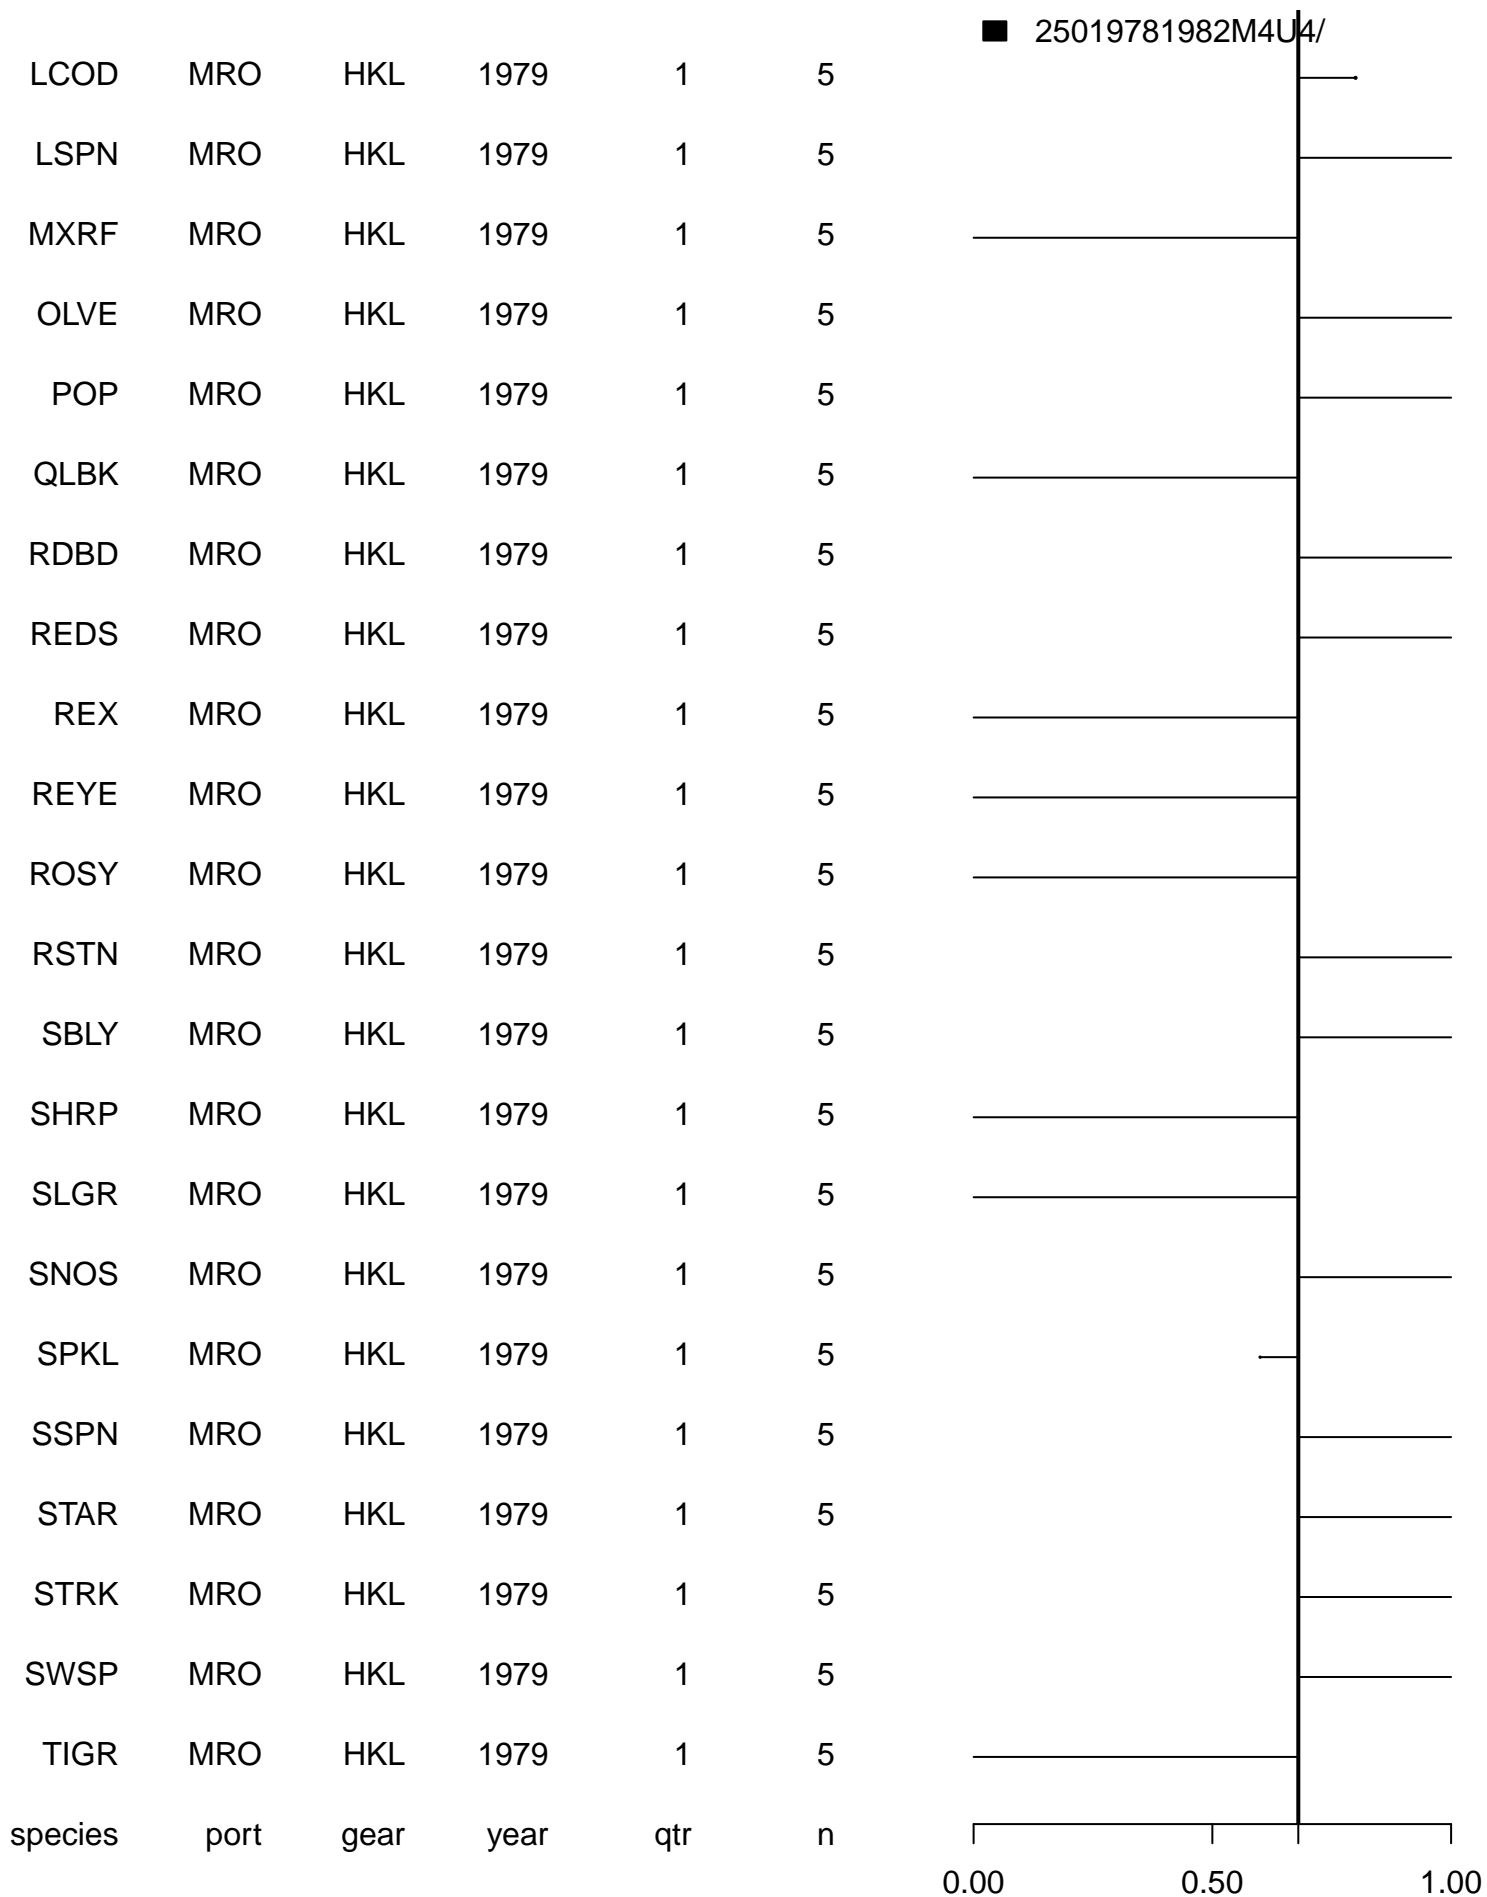 25019781982M4U4/
LCOD MRO HKL 1979 1 5
LSPN MRO HKL 1979 1 5
MXRF MRO HKL 1979 1 5
OLVE MRO HKL 1979 1 5
POP MRO HKL 1979 1 5
QLBK MRO HKL 1979 1 5
RDBD MRO HKL 1979 1 5
REDS MRO HKL 1979 1 5
REX MRO HKL 1979 1 5
REYE MRO HKL 1979 1 5
ROSY MRO HKL 1979 1 5
RSTN MRO HKL 1979 1 5
SBLY MRO HKL 1979 1 5
SHRP MRO HKL 1979 1 5
SLGR MRO HKL 1979 1 5
SNOS MRO HKL 1979 1 5
SPKL MRO HKL 1979 1 5
SSPN MRO HKL 1979 1 5
STAR MRO HKL 1979 1 5
STRK MRO HKL 1979 1 5
SWSP MRO HKL 1979 1 5
TIGR MRO HKL 1979 1 5
species port gear year qtr n
0.00 0.50 1.00